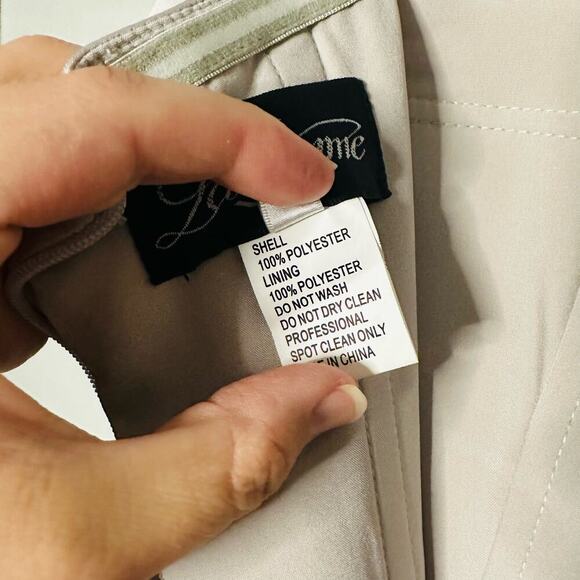 SHELL
100% POLYESTER
LINING
100% POLYESTER
DO NOT WASH
DO NOT DRY CLEAN
PROFESSIONAL
SPOT CLEAN ONLY
IN CHINA